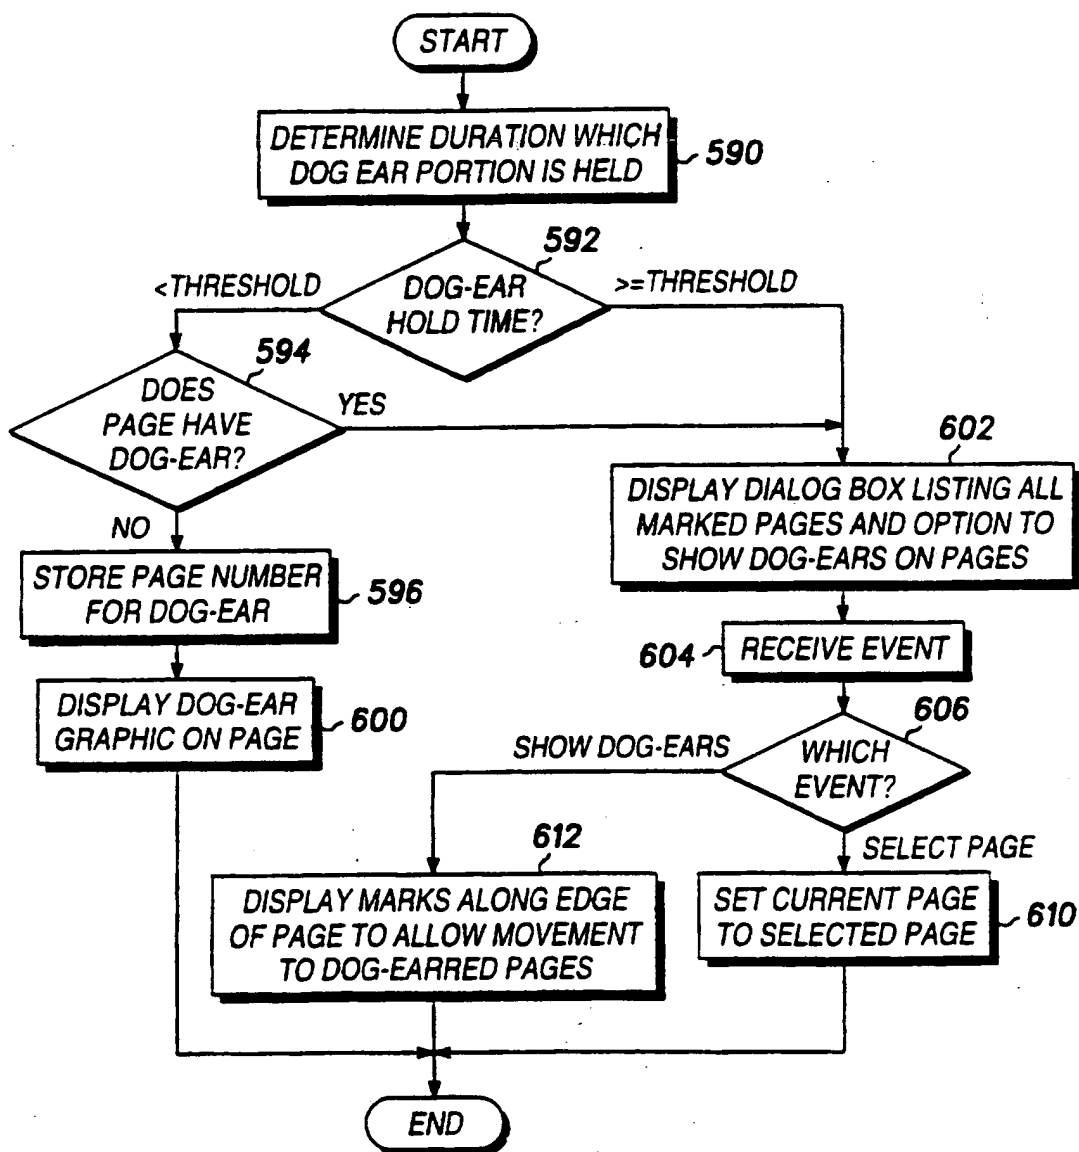 START
DETERMINE DURATION WHICH
DOG EAR PORTION IS HELD
590
592
<THRESHOLD
DOG-EAR
HOLD TIME?
>=THRESHOLD
594
DOES
PAGE HAVE
DOG-EAR?
YES
NO
602
DISPLAY DIALOG BOX LISTING ALL
MARKED PAGES AND OPTION TO
SHOW DOG-EARS ON PAGES
STORE PAGE NUMBER
FOR DOG-EAR
596
604
RECEIVE EVENT
DISPLAY DOG-EAR
GRAPHIC ON PAGE
600
606
SHOW DOG-EARS
WHICH
EVENT?
612
SELECT PAGE
DISPLAY MARKS ALONG EDGE
OF PAGE TO ALLOW MOVEMENT
TO DOG-EARRED PAGES
SET CURRENT PAGE
TO SELECTED PAGE
610
END